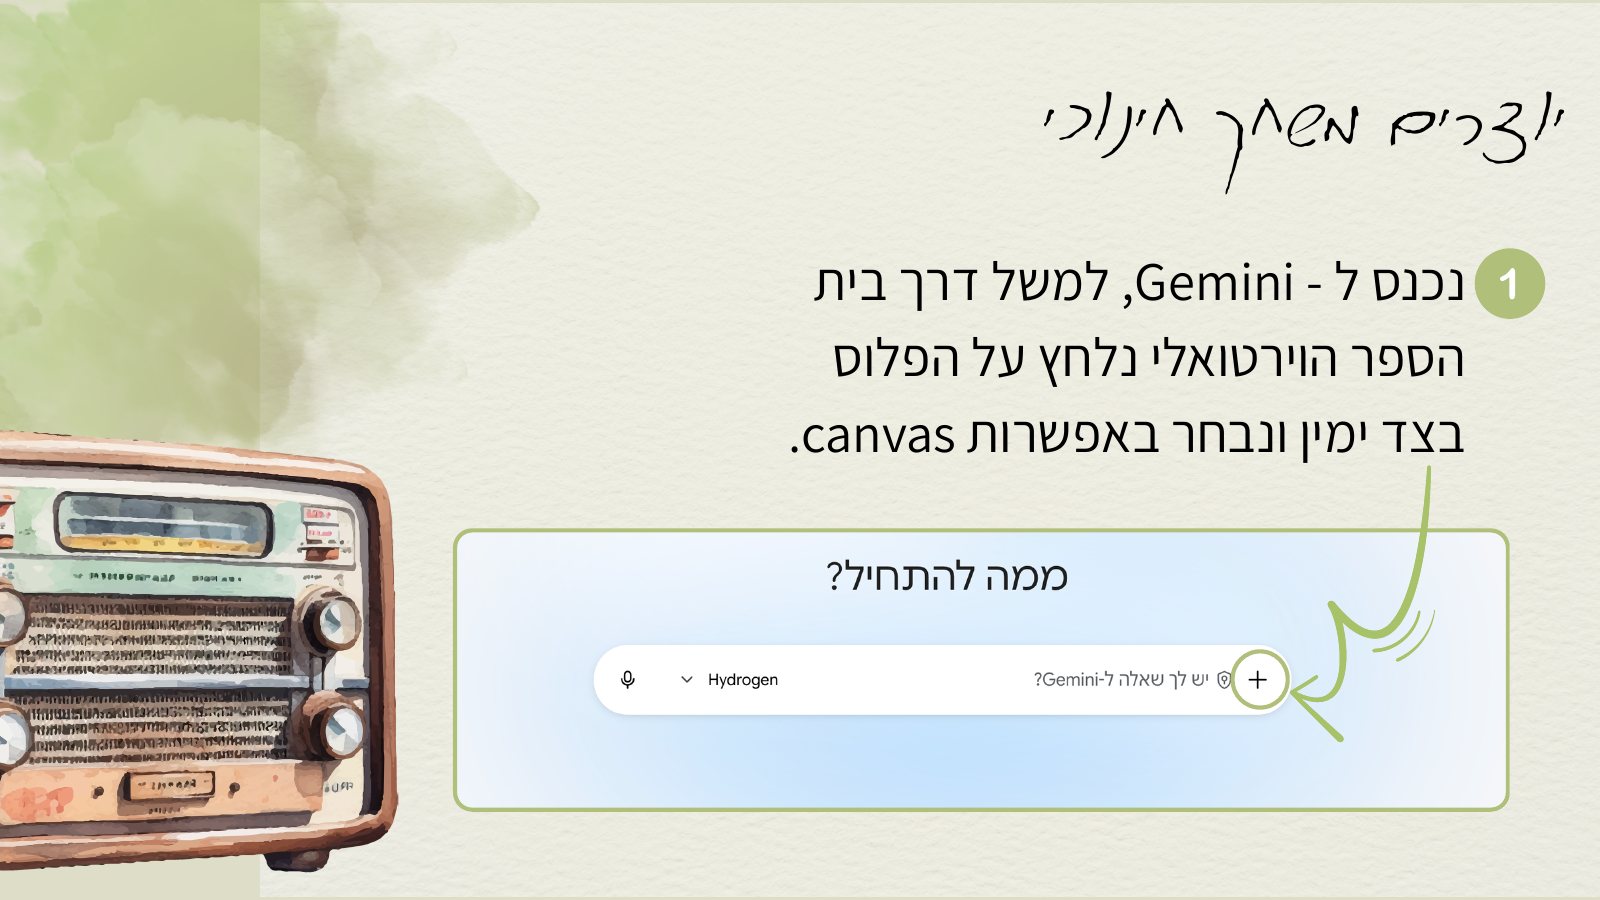 יוצרים משחק חינוכי
1
נכנס ל - Gemini, למשל דרך בית
הספר הוירטואלי נלחץ על הפלוס
בצד ימין ונבחר באפשרות canvas.
ממה להתחיל?
יש לך שאלה ל-Gemini?
Hydrogen